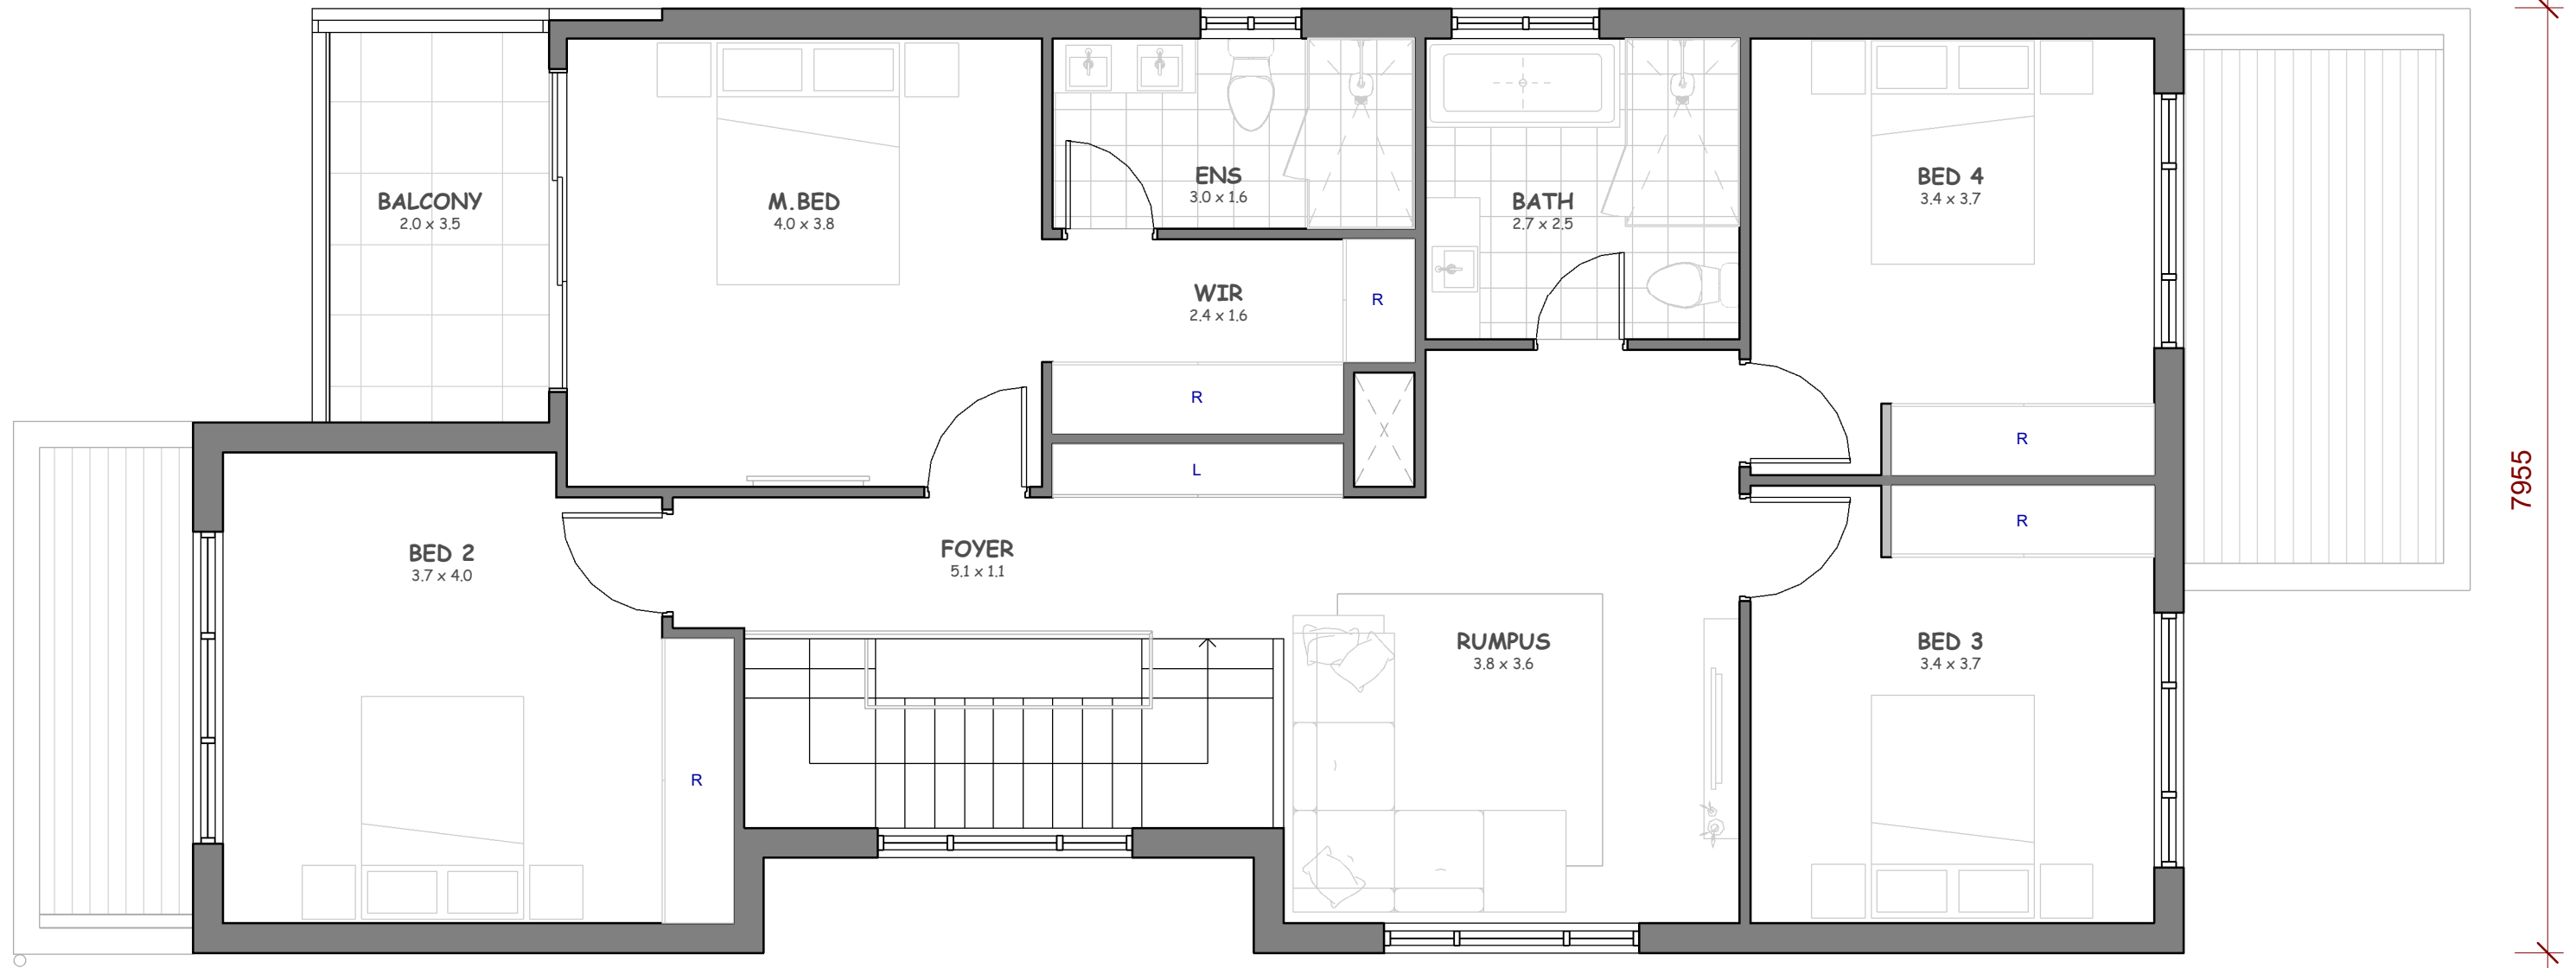 BALCONY
2.0 x 3.5
M.BED
4.0 x 3.8
ENS
3.0 x 1.6
BATH
2.7 x 2.5
BED 4
3.4 x 3.7
WIR
2.4 x 1.6
R
R
L
X
R
R
7955
BED 2
3.7 x 4.0
FOYER
5.1 x 1.1
RUMPUS
3.8 x 3.6
BED 3
3.4 x 3.7
R